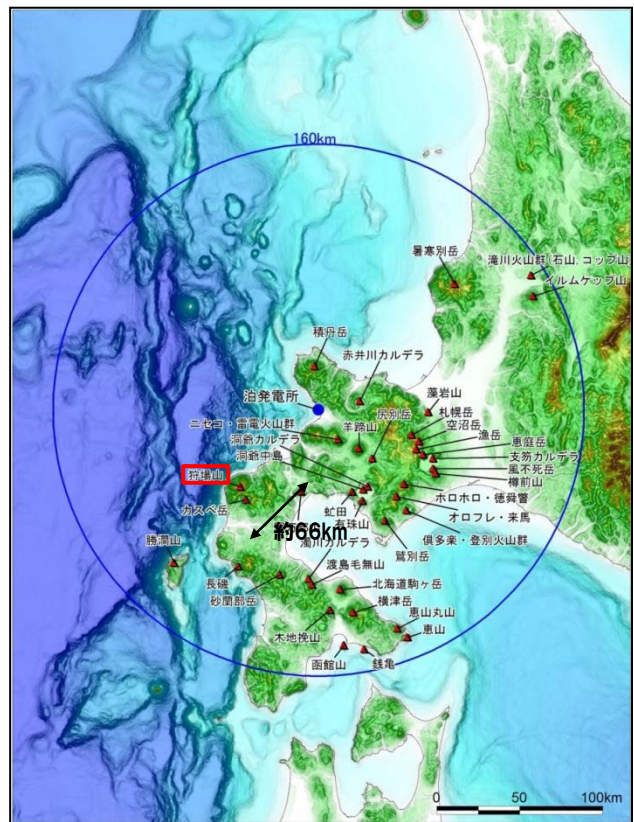 160km
暑寒別岳
滝川火山群(石山,コップ山
イルムケップ山
積丹岳
赤井川カルデラ
泊発電所
藻岩山
ニセコ・雷電火山群
尻別岳
札幌岳
羊蹄山
空沼岳
洞爺カルデラ
漁岳
恵庭岳
洞爺中島
支笏カルデラ
狩場山
風不死岳
樽前山
カスベ岳
虻田
ホロホロ・徳舜瞥
有珠山
オロフレ・来馬
約66km
倶多楽・登別火山群
勝澗山
濁川カルデラ
鷲別岳
渡島毛無山
長磯
北海道駒ヶ岳
砂蘭部岳
横津岳
木地挽山
恵山丸山
恵山
函館山
銭亀
0 50 100km